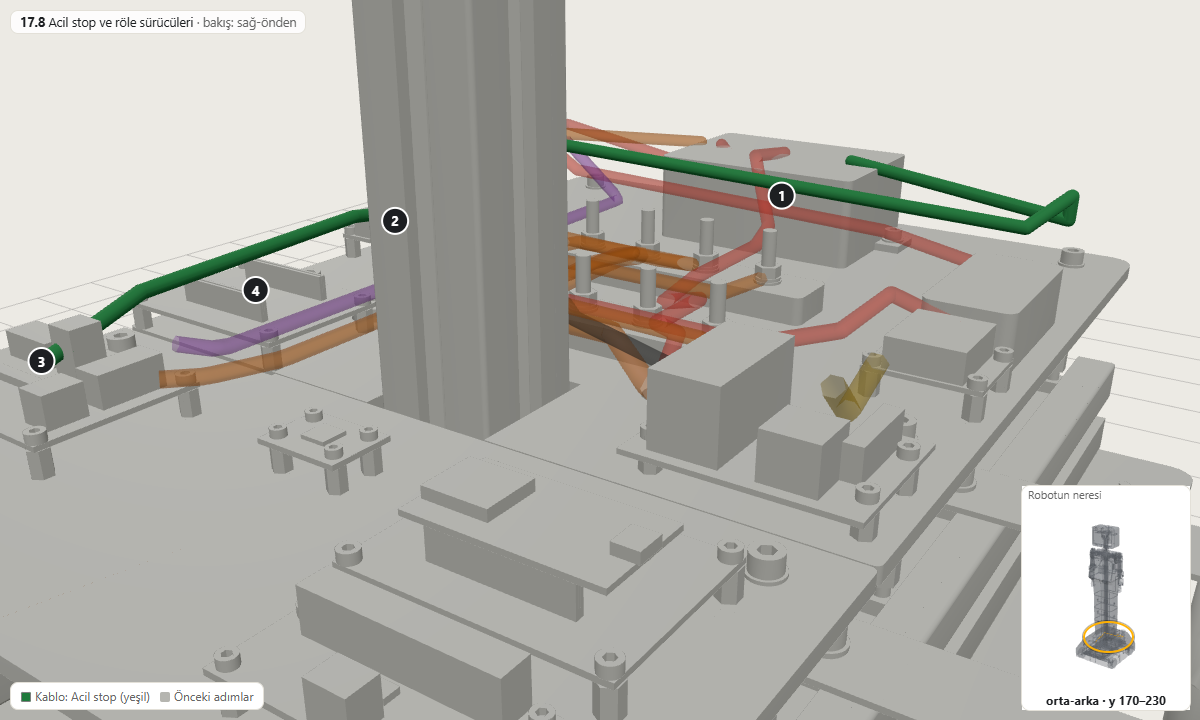 17.8 Acil stop ve röle sürücüleri · bakış: sağ-önden
1
2
4
3
Robotun neresi
orta-arka · y 170–230
Kablo: Acil stop (yeşil) Önceki adımlar